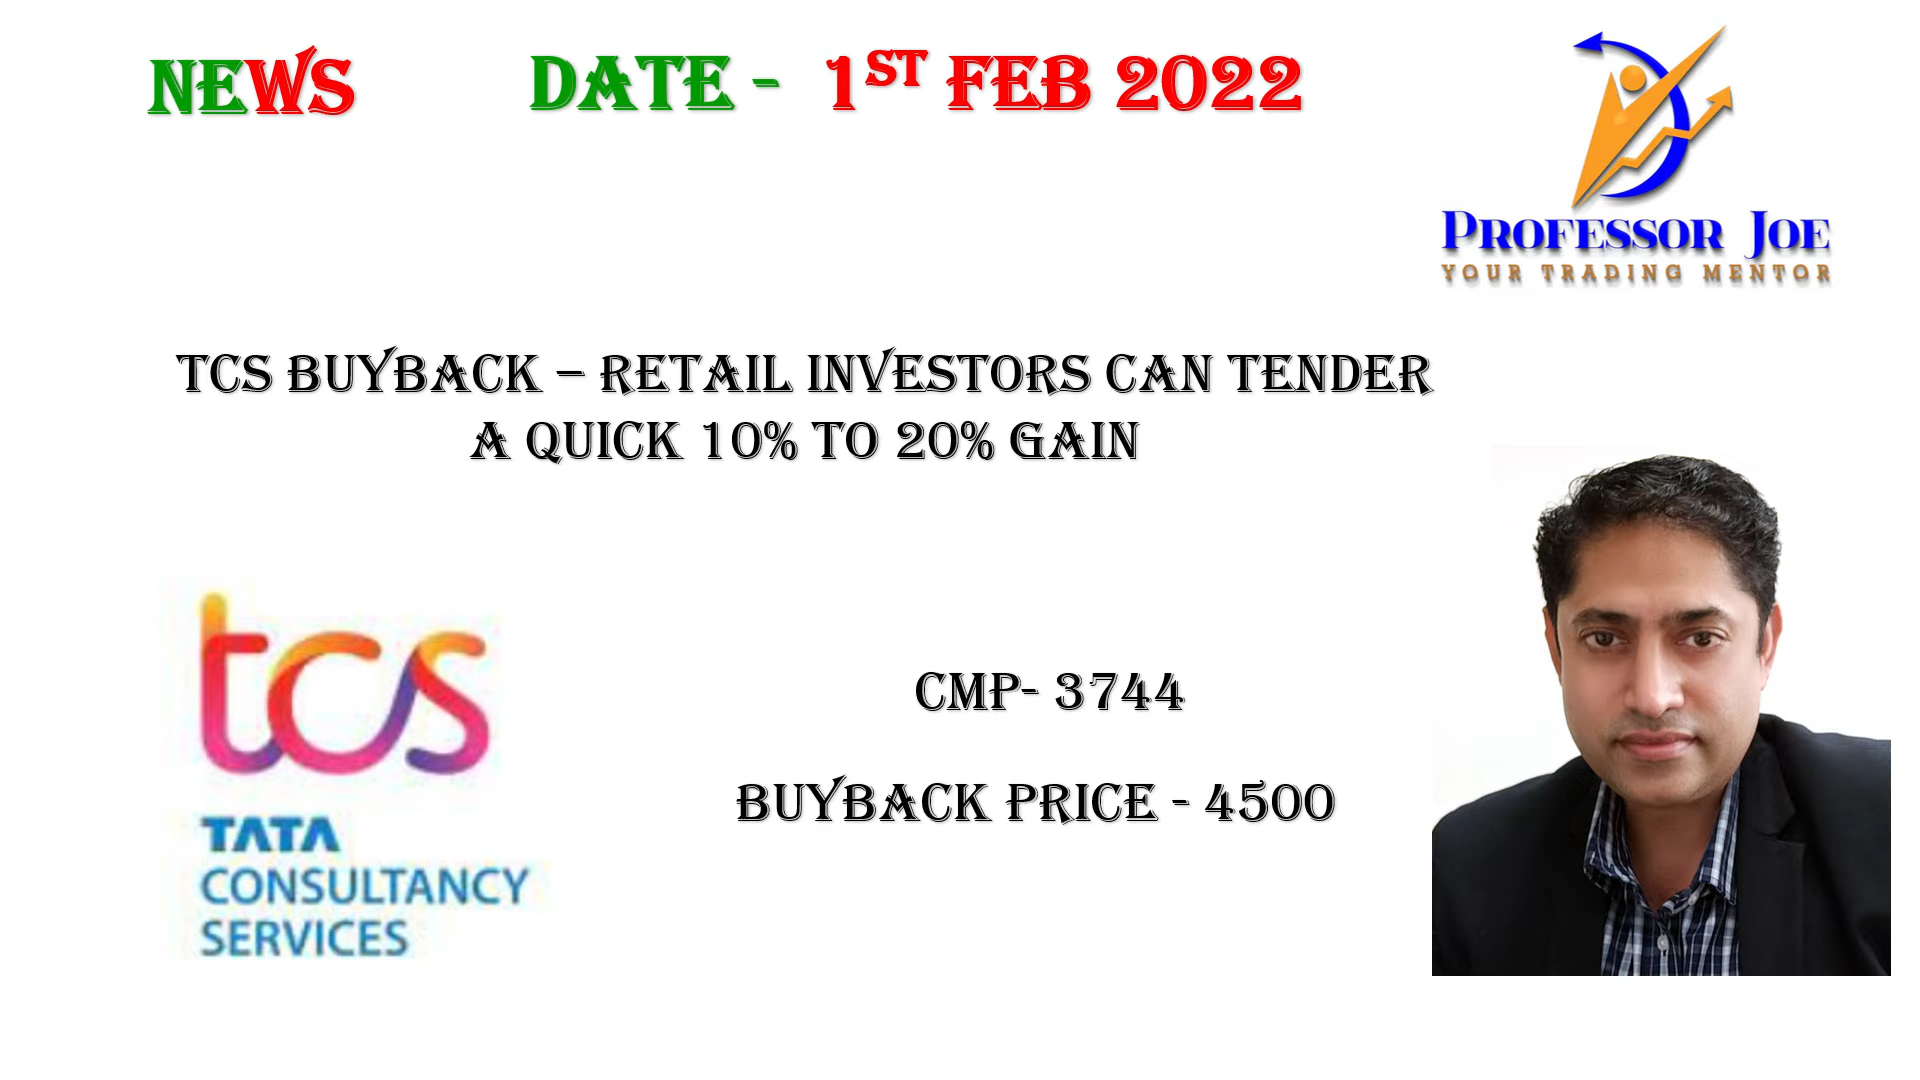 NEWS DATE - 1ST FEB 2022
PROFESSOR JOE
YOUR TRADING MENTOR
TCS BUYBACK – RETAIL INVESTORS CAN TENDER
A QUICK 10% TO 20% GAIN
tcs
TATA
CONSULTANCY
SERVICES
CMP- 3744
BUYBACK PRICE - 4500